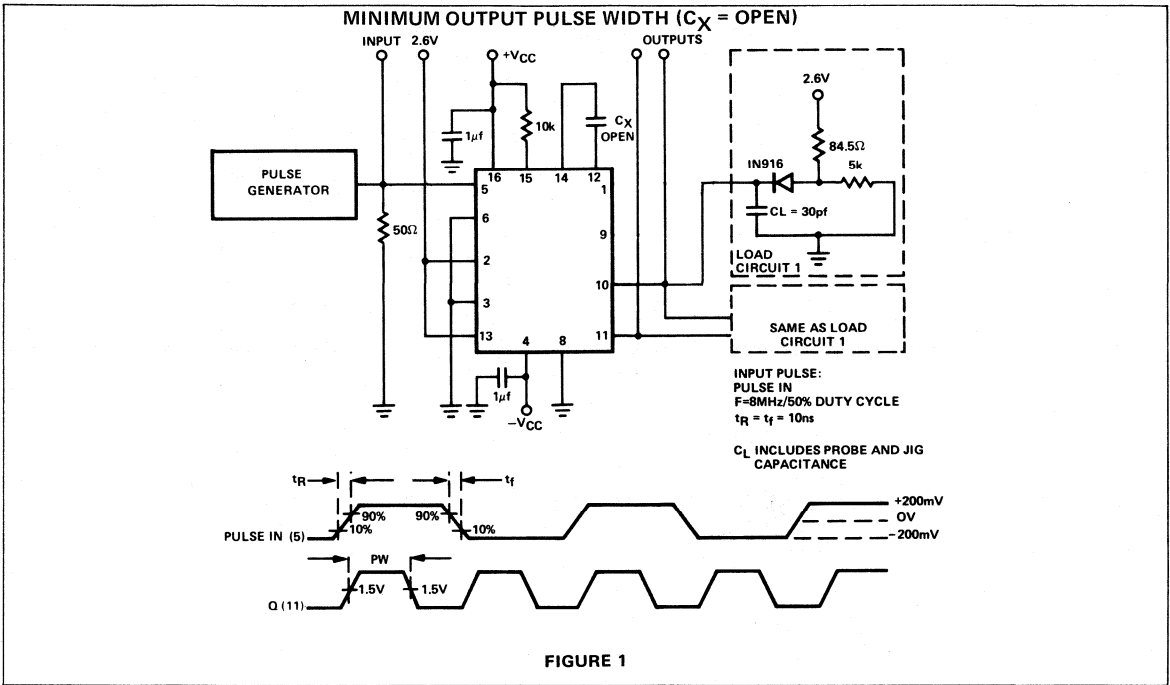 MINIMUM OUTPUT PULSE WIDTH (CX = OPEN)
INPUT 2.6V
+VCC
OUTPUTS
2.6V
1μf
10k
CX
OPEN
84.5Ω
IN916
5k
PULSE
GENERATOR
16 15 14 12
5
1
CL = 30pf
50Ω
6
9
2
LOAD
CIRCUIT 1
10
3
13
4 8
11
SAME AS LOAD
CIRCUIT 1
1μf
−VCC
INPUT PULSE:
PULSE IN
F=8MHz/50% DUTY CYCLE
tR = tf = 10ns
CL INCLUDES PROBE AND JIG
CAPACITANCE
tR tf
90% 90%
10% 10%
PULSE IN (5)
+200mV
OV
−200mV
PW
1.5V 1.5V
Q (11)
FIGURE 1